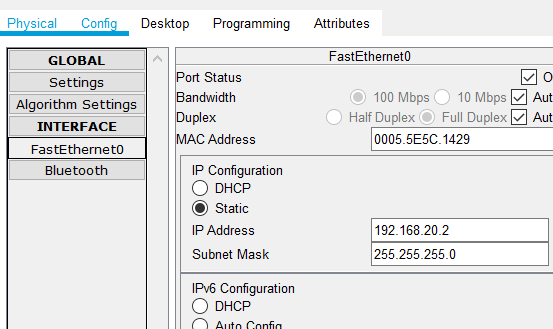 Physical Config Desktop Programming Attributes
GLOBAL
Settings
Algorithm Settings
INTERFACE
FastEthernet0
Bluetooth
FastEthernet0
Port Status O
Bandwidth 100 Mbps 10 Mbps Aut
Duplex Half Duplex Full Duplex Aut
MAC Address 0005.5E5C.1429
IP Configuration
DHCP
Static
IP Address 192.168.20.2
Subnet Mask 255.255.255.0
IPv6 Configuration
DHCP
Auto Config